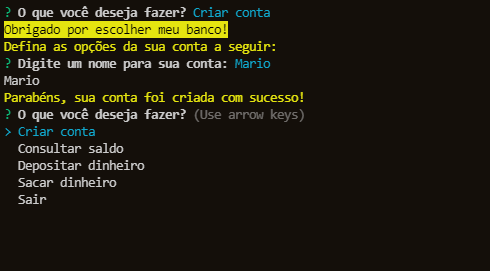 ? O que você deseja fazer? Criar conta
Obrigado por escolher meu banco!
Defina as opções da sua conta a seguir:
? Digite um nome para sua conta: Mario
Mario
Parabéns, sua conta foi criada com sucesso!
? O que você deseja fazer? (Use arrow keys)
> Criar conta
Consultar saldo
Depositar dinheiro
Sacar dinheiro
Sair